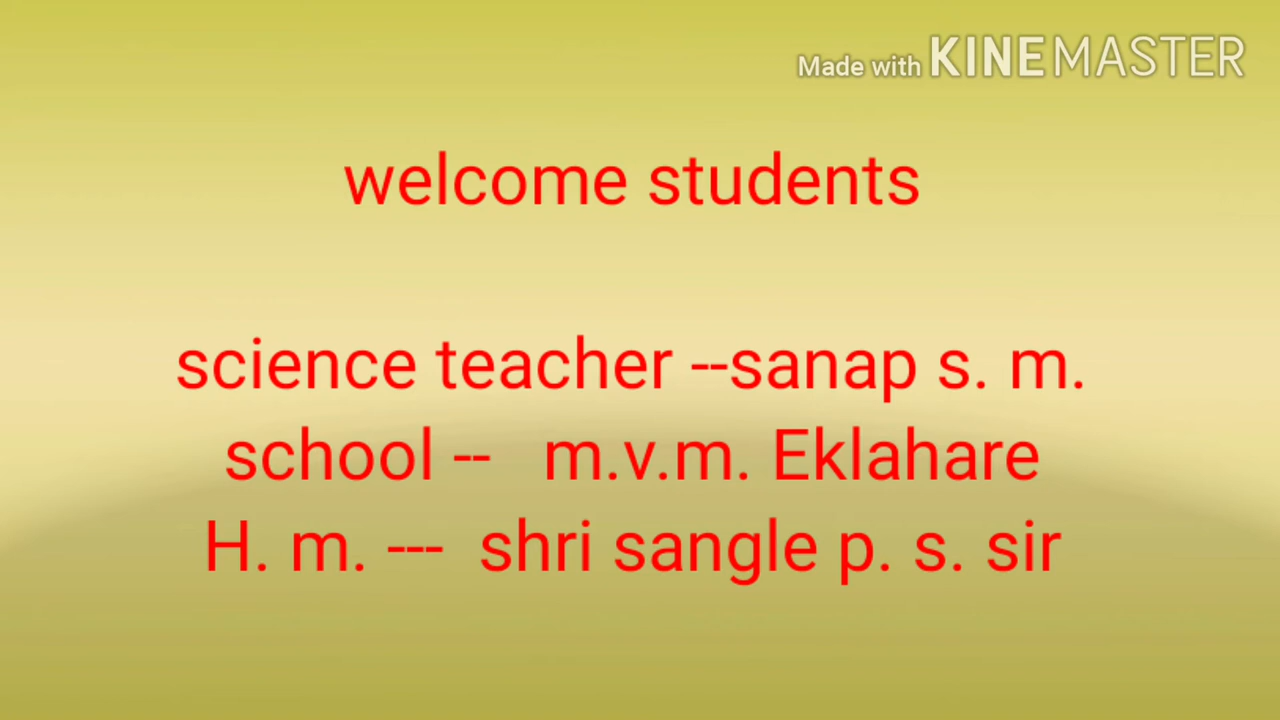 Made with KINEMASTER
welcome students
science teacher --sanap s. m.
school -- m.v.m. Eklahare
H. m. --- shri sangle p. s. sir